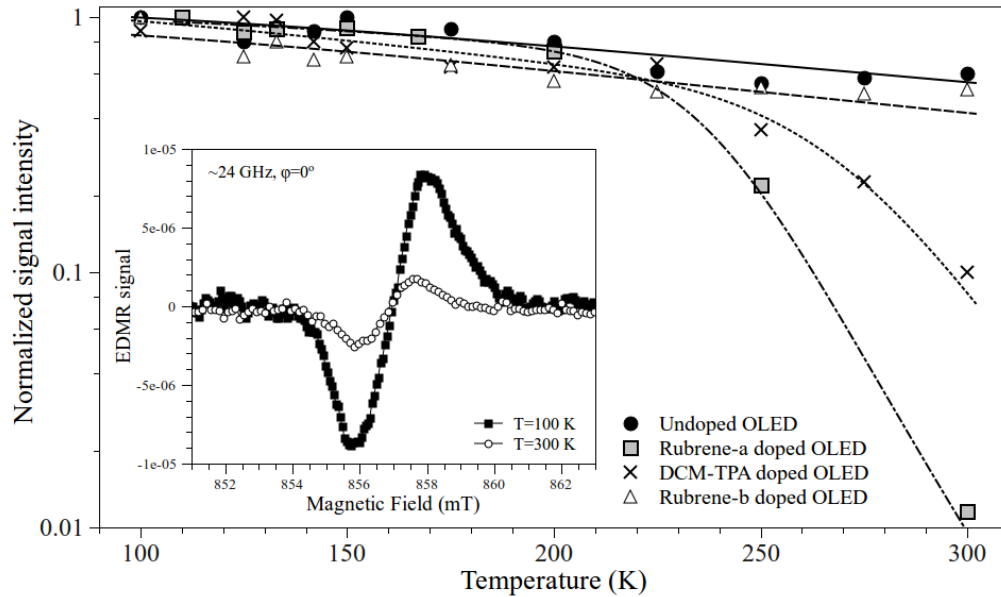 1
0.1
0.01
Normalized signal intensity
100
150
200
250
300
Temperature (K)
1e-05
5e-06
0
-5e-06
-1e-05
EDMR signal
~24 GHz, φ=0º
T=100 K
T=300 K
852
854
856
858
860
862
Magnetic Field (mT)
Undoped OLED
Rubrene-a doped OLED
DCM-TPA doped OLED
Rubrene-b doped OLED